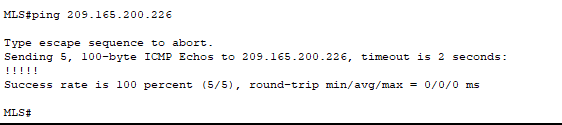 MLS#ping 209.165.200.226
Type escape sequence to abort.
Sending 5, 100-byte ICMP Echos to 209.165.200.226, timeout is 2 seconds:
!!!!!
Success rate is 100 percent (5/5), round-trip min/avg/max = 0/0/0 ms
MLS#